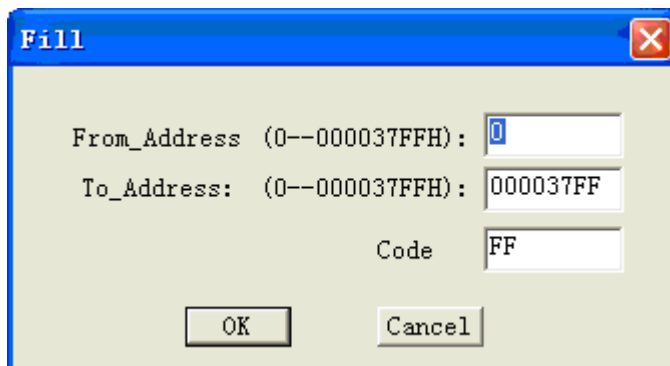 Fill
From_Address (0--000037FFH): 0
To_Address: (0--000037FFH): 000037FF
Code FF
OK Cancel